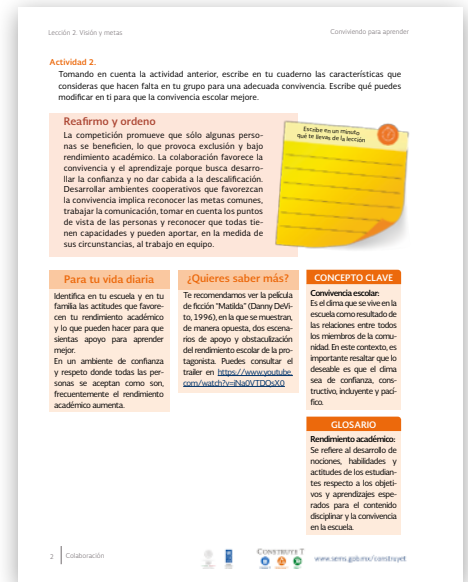 Lección 2. Visión y metas
Conviviendo para aprender
Actividad 2.
Tomando en cuenta la actividad anterior, escribe en tu cuaderno las características que
consideras que hacen falta en tu grupo para una adecuada convivencia. Escribe qué puedes
modificar en ti para que la convivencia escolar mejore.
Reafirmo y ordeno
La competición promueve que sólo algunas perso-
nas se beneficien, lo que provoca exclusión y bajo
rendimiento académico. La colaboración favorece la
convivencia y el aprendizaje porque busca desarro-
llar la confianza y no dar cabida a la descalificación.
Desarrollar ambientes cooperativos que favorezcan
la convivencia implica reconocer las metas comunes,
trabajar la comunicación, tomar en cuenta los puntos
de vista de las personas y reconocer que todas tie-
nen capacidades y pueden aportar, en la medida de
sus circunstancias, al trabajo en equipo.
Escribe en un minuto
qué te llevas de la lección
Para tu vida diaria
Identifica en tu escuela y en tu
familia las actitudes que favore-
cen tu rendimiento académico
y lo que pueden hacer para que
sientas apoyo para aprender
mejor.
En un ambiente de confianza
y respeto donde todas las per-
sonas se aceptan como son,
frecuentemente el rendimiento
académico aumenta.
¿Quieres saber más?
Te recomendamos ver la película
de ficción "Matilda" (Danny DeVi-
to, 1996), en la que se muestran,
de manera opuesta, dos escena-
rios de apoyo y obstaculización
del rendimiento escolar de la pro-
tagonista. Puedes consultar el
trailer en https://www.youtube.
com/watch?v=iNa0VTDQsX0
CONCEPTO CLAVE
Convivencia escolar:
Es el clima que se vive en la
escuela como resultado de
las relaciones entre todos
los miembros de la comu-
nidad. En este contexto, es
importante resaltar que lo
deseable es que el clima
sea de confianza, cons-
tructivo, incluyente y pací-
fico.
GLOSARIO
Rendimiento académico:
Se refiere al desarrollo de
nociones, habilidades y
actitudes de los estudian-
tes respecto a los objeti-
vos y aprendizajes espe-
rados para el contenido
disciplinar y la convivencia
en la escuela.
2
Colaboración
CONSTRUYE T
www.sems.gob.mx/construyet